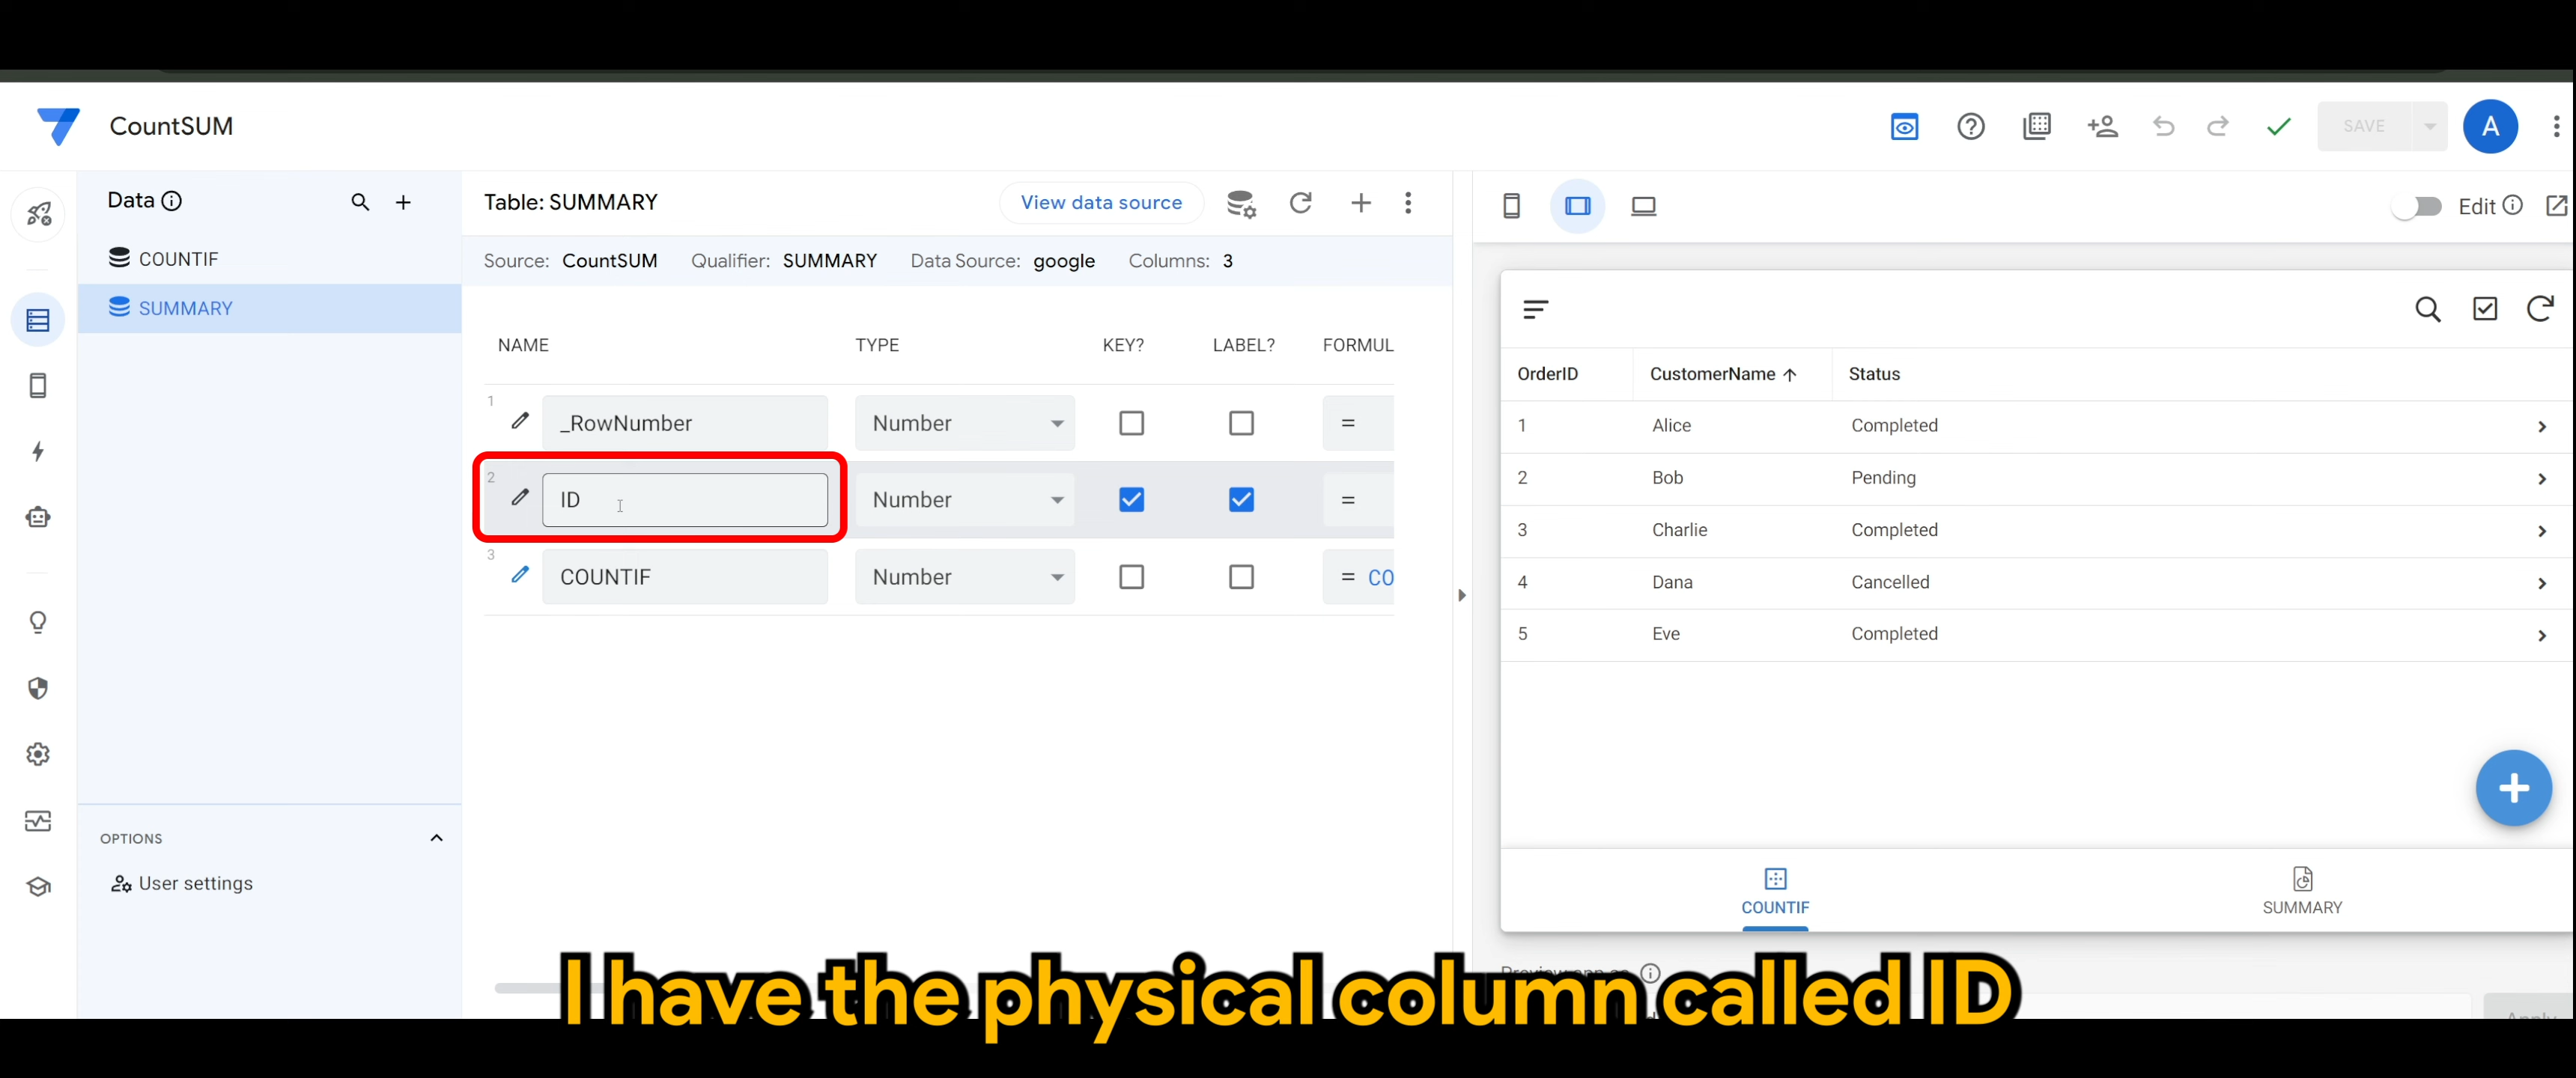 CountSUM
SAVE
A
Data
COUNTIF
SUMMARY
OPTIONS
User settings
Table: SUMMARY
View data source
Source: CountSUM Qualifier: SUMMARY Data Source: google Columns: 3
NAME TYPE KEY? LABEL? FORMUL
1 _RowNumber Number =
2 ID Number =
3 COUNTIF Number = CO
Edit
OrderID CustomerName Status
1 Alice Completed
2 Bob Pending
3 Charlie Completed
4 Dana Cancelled
5 Eve Completed
COUNTIF
SUMMARY
I have the physical column called ID